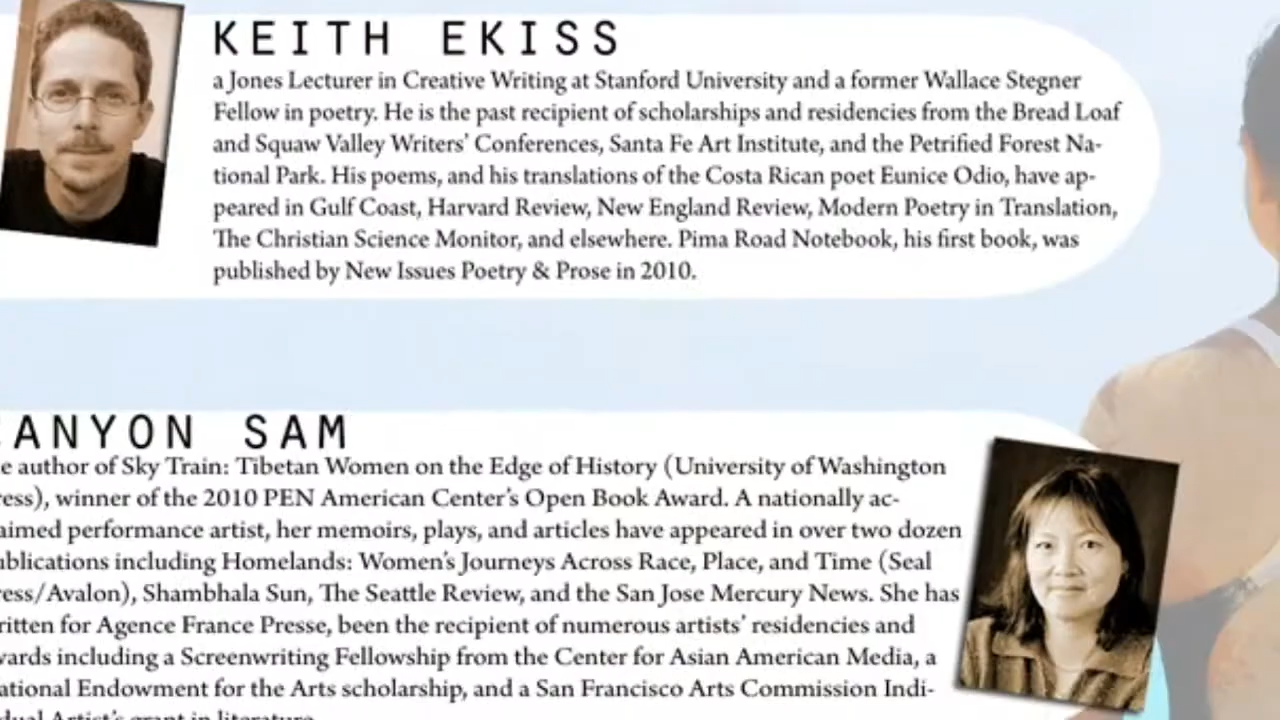 KEITH EKISS
a Jones Lecturer in Creative Writing at Stanford University and a former Wallace Stegner
Fellow in poetry. He is the past recipient of scholarships and residencies from the Bread Loaf
and Squaw Valley Writers' Conferences, Santa Fe Art Institute, and the Petrified Forest Na-
tional Park. His poems, and his translations of the Costa Rican poet Eunice Odio, have ap-
peared in Gulf Coast, Harvard Review, New England Review, Modern Poetry in Translation,
The Christian Science Monitor, and elsewhere. Pima Road Notebook, his first book, was
published by New Issues Poetry & Prose in 2010.
CANYON SAM
e author of Sky Train: Tibetan Women on the Edge of History (University of Washington
ress), winner of the 2010 PEN American Center's Open Book Award. A nationally ac-
aimed performance artist, her memoirs, plays, and articles have appeared in over two dozen
ublications including Homelands: Women's Journeys Across Race, Place, and Time (Seal
ress/Avalon), Shambhala Sun, The Seattle Review, and the San Jose Mercury News. She has
ritten for Agence France Presse, been the recipient of numerous artists' residencies and
wards including a Screenwriting Fellowship from the Center for Asian American Media, a
ational Endowment for the Arts scholarship, and a San Francisco Arts Commission Indi-
dual Artist's grant in literature.